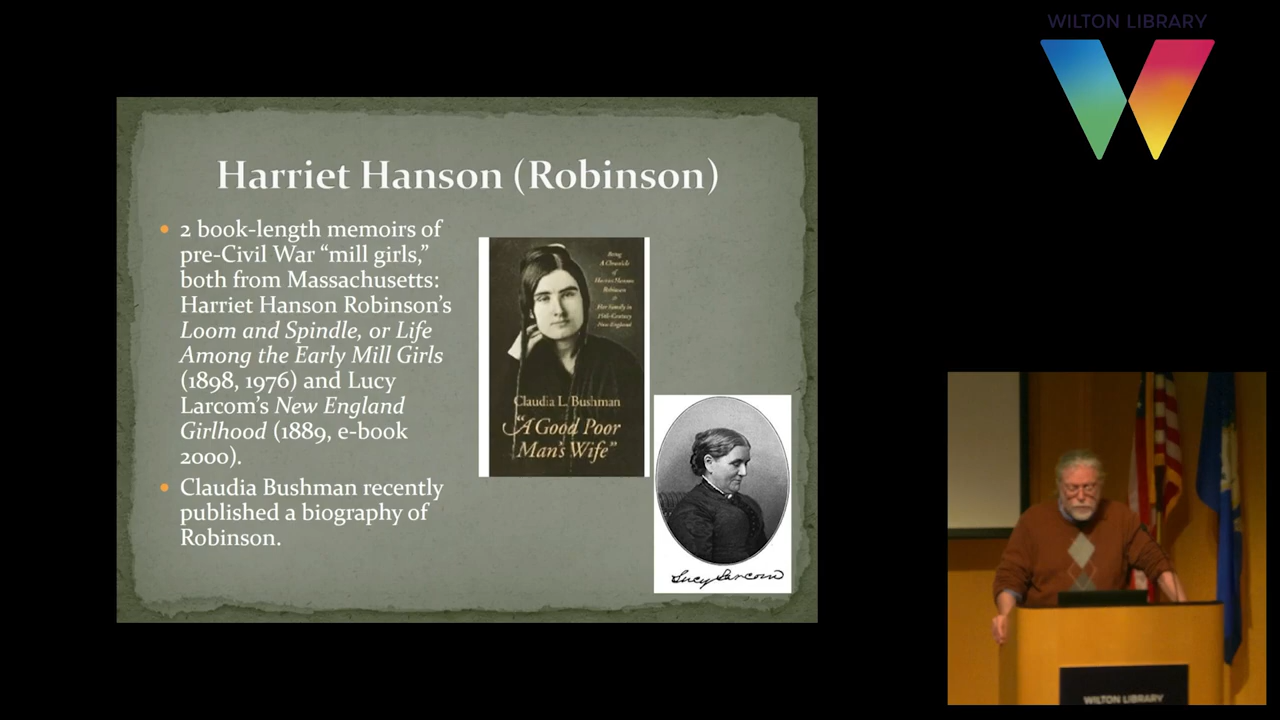 WILTON LIBRARY
Harriet Hanson (Robinson)
• 2 book-length memoirs of
pre-Civil War “mill girls,”
both from Massachusetts:
Harriet Hanson Robinson’s
Loom and Spindle, or Life
Among the Early Mill Girls
(1898, 1976) and Lucy
Larcom’s New England
Girlhood (1889, e-book
2000).
• Claudia Bushman recently
published a biography of
Robinson.
Being
A Chronicle
of
Harriet Hanson
Robinson
&
Her Family in
19th-Century
New England
Claudia L. Bushman
“A Good Poor
Man’s Wife”
Lucy Larcom
WILTON LIBRARY